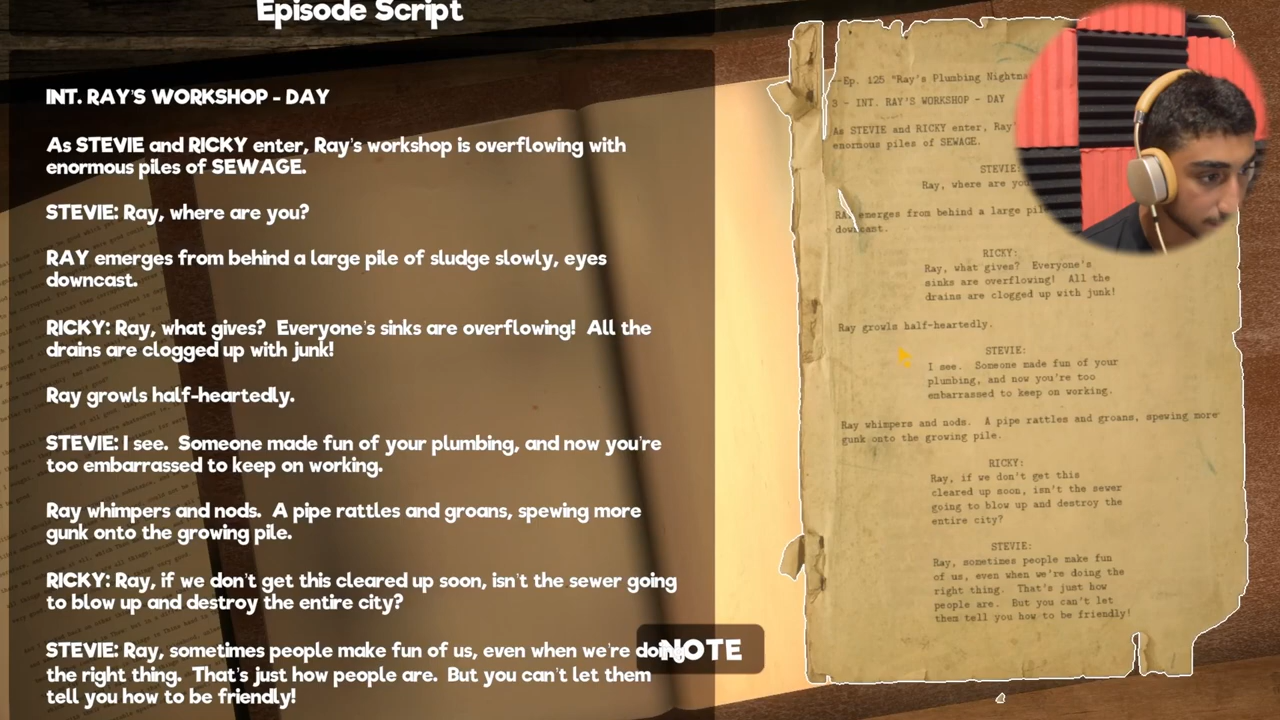 Episode Script
INT. RAY'S WORKSHOP - DAY
As STEVIE and RICKY enter, Ray's workshop is overflowing with
enormous piles of SEWAGE.
STEVIE: Ray, where are you?
RAY emerges from behind a large pile of sludge slowly, eyes
downcast.
RICKY: Ray, what gives?  Everyone's sinks are overflowing!  All the
drains are clogged up with junk!
Ray growls half-heartedly.
STEVIE: I see.  Someone made fun of your plumbing, and now you're
too embarrassed to keep on working.
Ray whimpers and nods.  A pipe rattles and groans, spewing more
gunk onto the growing pile.
RICKY: Ray, if we don't get this cleared up soon, isn't the sewer going
to blow up and destroy the entire city?
STEVIE: Ray, sometimes people make fun of us, even when we're doing
the right thing.  That's just how people are.  But you can't let them
tell you how to be friendly!
NOTE
Ep. 125 "Ray's Plumbing
3 - INT. RAY'S WORKSHOP - DAY
As STEVIE and RICKY enter, Ray'
enormous piles of SEWAGE.
STEVIE:
Ray, where are you
emerges from behind a large pile
RICKY:
Ray, what gives?  Everyone's
sinks are overflowing!  All the
drains are clogged up with junk!
Ray growls half-heartedly.
STEVIE:
I see.  Someone made fun of your
plumbing, and now you're too
embarrassed to keep on working.
Ray whimpers and nods.  A pipe rattles and groans, spewing more
gunk onto the growing pile.
RICKY:
Ray, if we don't get this
cleared up soon, isn't the sewer
going to blow up and destroy the
entire city?
STEVIE:
Ray, sometimes people make fun
of us, even when we're doing the
right thing.  That's just how
people are.  But you can't let
them tell you how to be friendly!